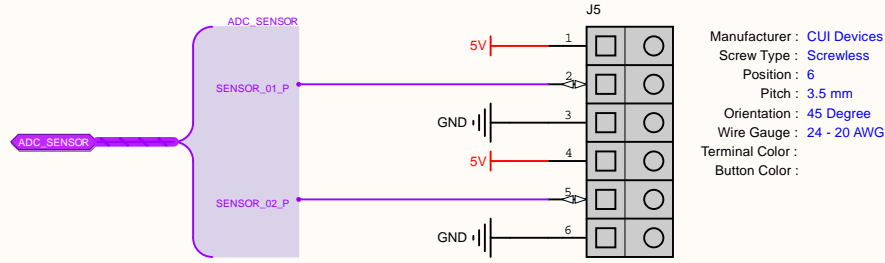 J5
ADC_SENSOR
5V 1
SENSOR_01_P 2
GND 3
ADC_SENSOR
5V 4
SENSOR_02_P 5
GND 6
Manufacturer : CUI Devices
Screw Type : Screwless
Position : 6
Pitch : 3.5 mm
Orientation : 45 Degree
Wire Gauge : 24 - 20 AWG
Terminal Color :
Button Color :